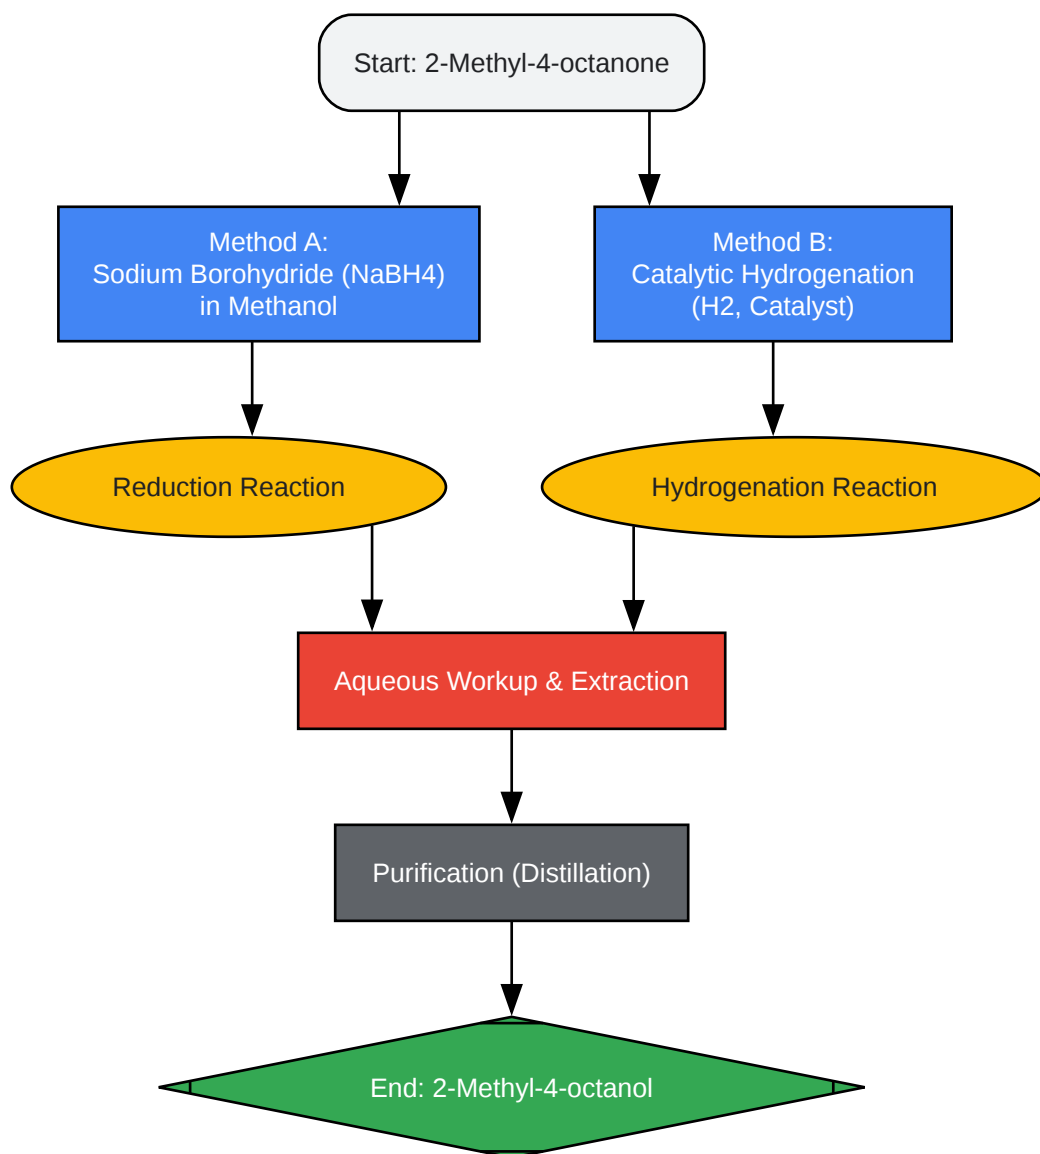 Start: 2-Methyl-4-octanone
Method A:
Sodium Borohydride (NaBH4)
in Methanol
Method B:
Catalytic Hydrogenation
(H2, Catalyst)
Reduction Reaction
Hydrogenation Reaction
Aqueous Workup & Extraction
Purification (Distillation)
End: 2-Methyl-4-octanol